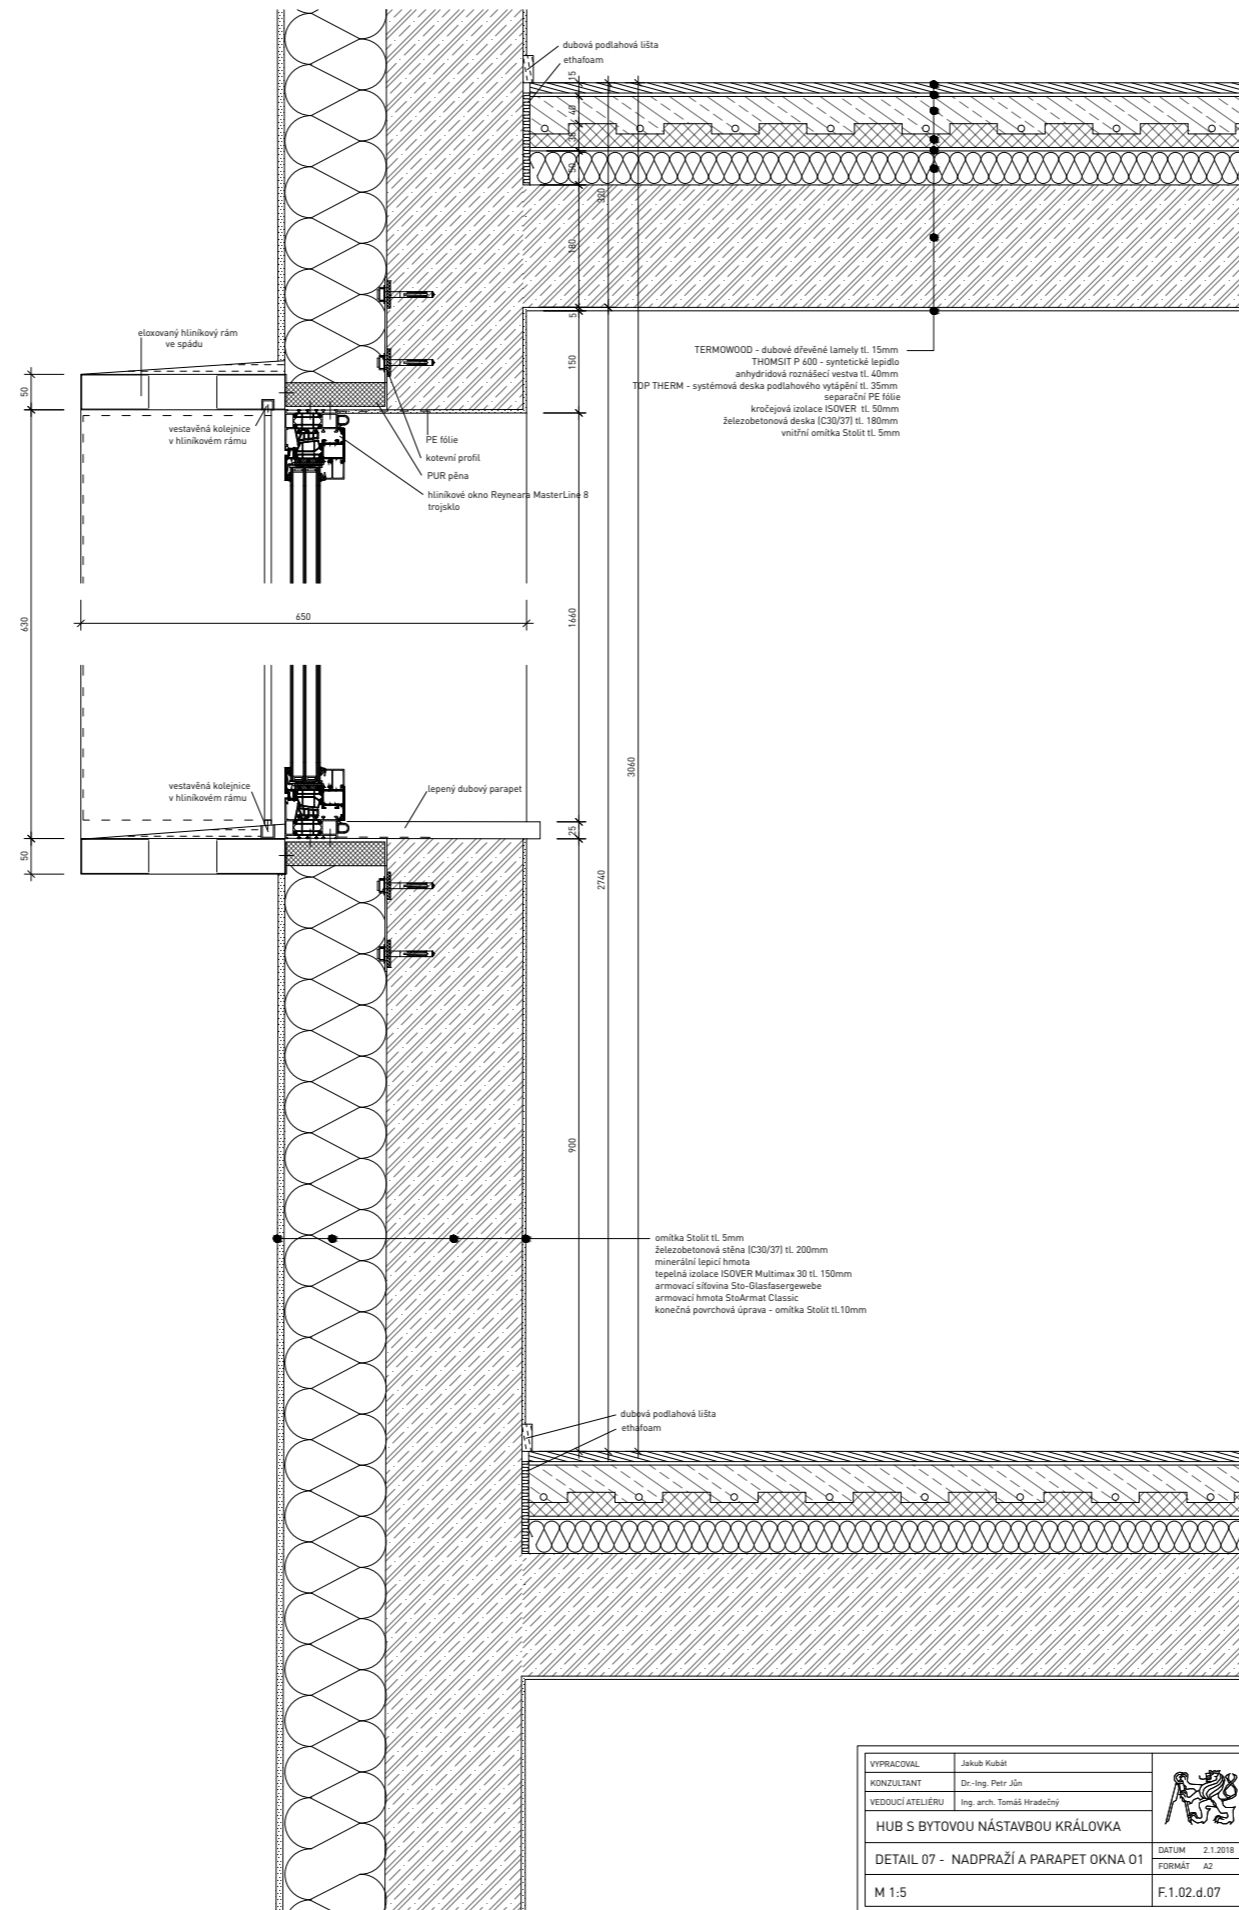 dubová podlahová lišta
ethafoam
15
40
50
320
180
5
150
eloxovaný hliníkový rám
ve spádu
50
vestavěná kolejnice
v hliníkovém rámu
PE fólie
kotevní profil
PUR pěna
hliníkové okno Reyneara MasterLine 8
trojsklo
TERMOWOOD - dubové dřevěné lamely tl. 15mm
THOMSIT P 600 - syntetické lepidlo
anhydridová roznášecí vestva tl. 40mm
TOP THERM - systémová deska podlahového vytápění tl. 35mm
separační PE fólie
kročejová izolace ISOVER tl. 50mm
železobetonová deska (C30/37) tl. 180mm
vnitřní omítka Stolit tl. 5mm
630
650
1660
3060
vestavěná kolejnice
v hliníkovém rámu
lepený dubový parapet
25
50
2740
900
omítka Stolit tl. 5mm
železobetonová stěna (C30/37) tl. 200mm
minerální lepicí hmota
tepelná izolace ISOVER Multimax 30 tl. 150mm
armovací síťovina Sto-Glasfasergewebe
armovací hmota StoArmat Classic
konečná povrchová úprava - omítka Stolit tl.10mm
dubová podlahová lišta
ethafoam
VYPRACOVAL Jakub Kubát
KONZULTANT Dr.-Ing. Petr Jůn
VEDOUCÍ ATELIÉRU Ing. arch. Tomáš Hradečný
HUB S BYTOVOU NÁSTAVBOU KRÁLOVKA
DETAIL 07 - NADPRAŽÍ A PARAPET OKNA O1
DATUM 2.1.2018
FORMÁT A2
M 1:5
F.1.02.d.07